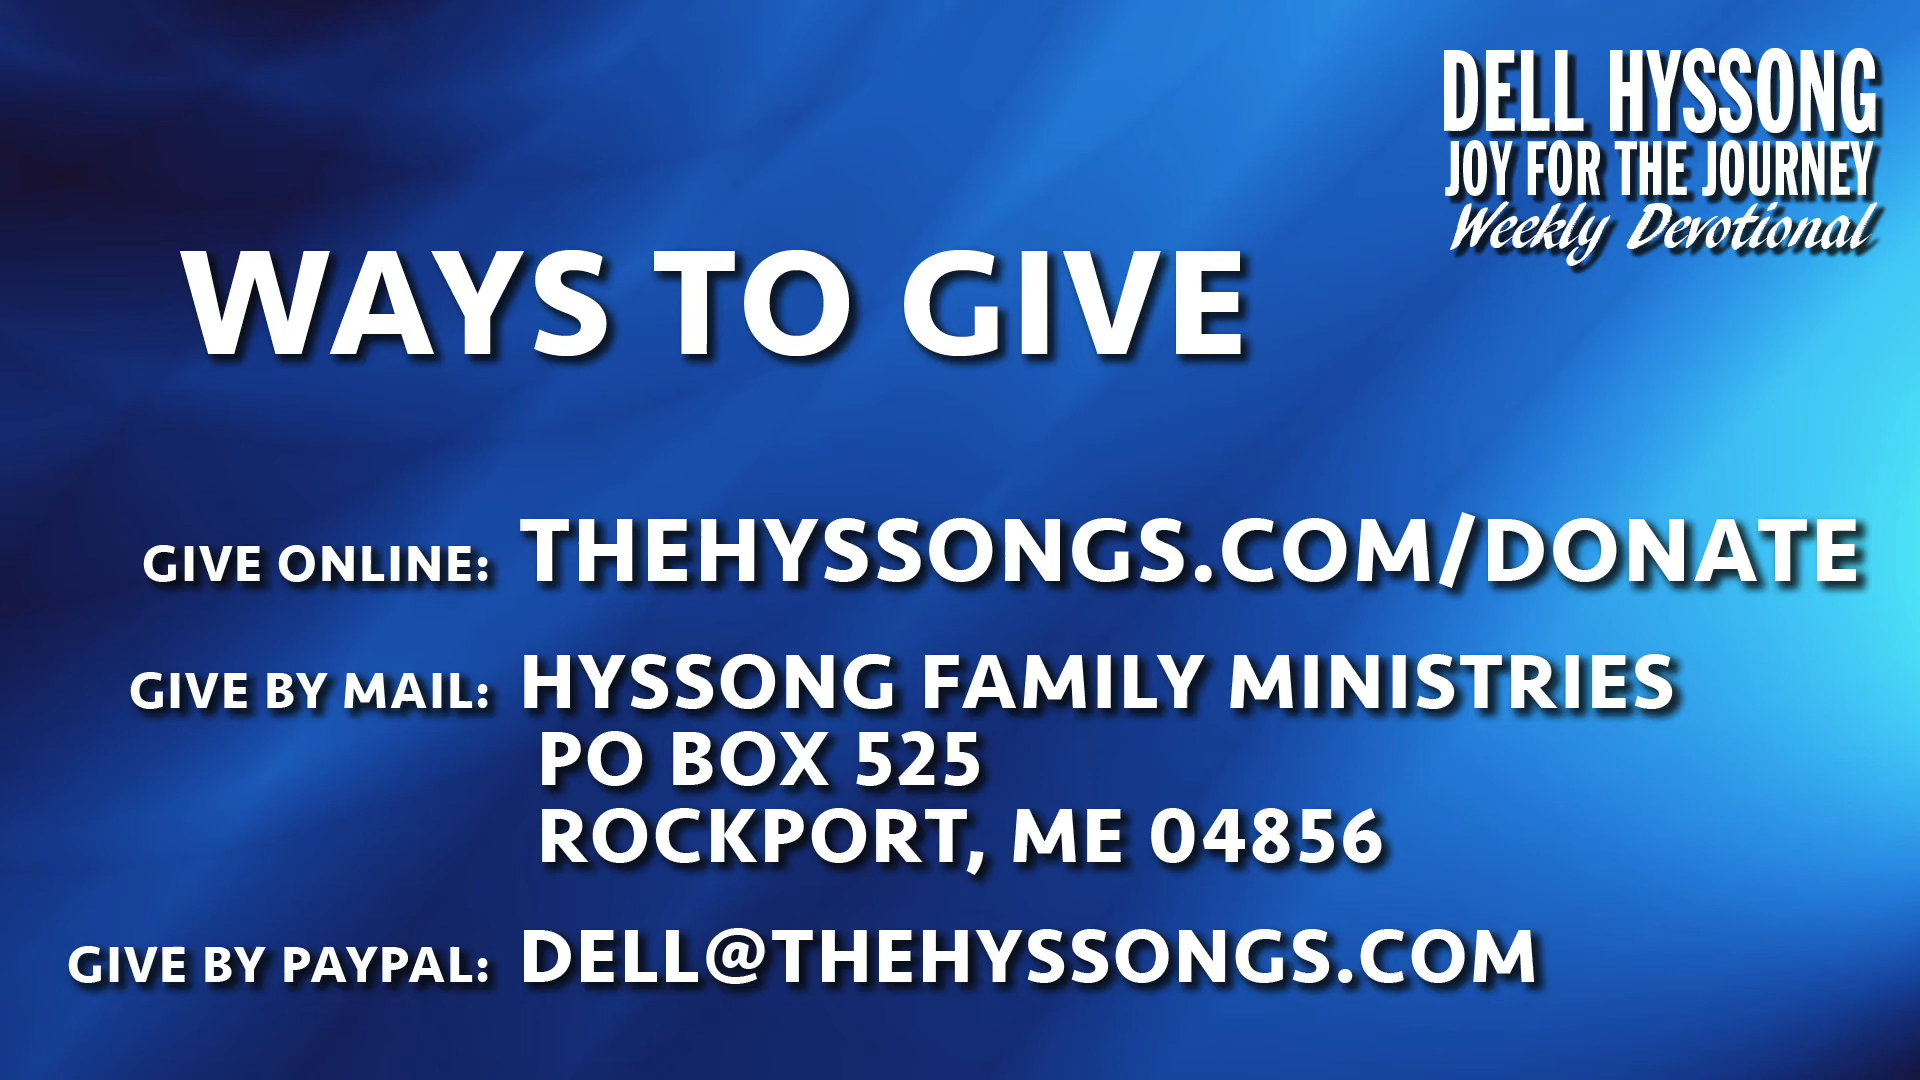 DELL HYSSONG
JOY FOR THE JOURNEY
Weekly Devotional
WAYS TO GIVE
GIVE ONLINE: THEHYSSONGS.COM/DONATE
GIVE BY MAIL: HYSSONG FAMILY MINISTRIES
PO BOX 525
ROCKPORT, ME 04856
GIVE BY PAYPAL: DELL@THEHYSSONGS.COM